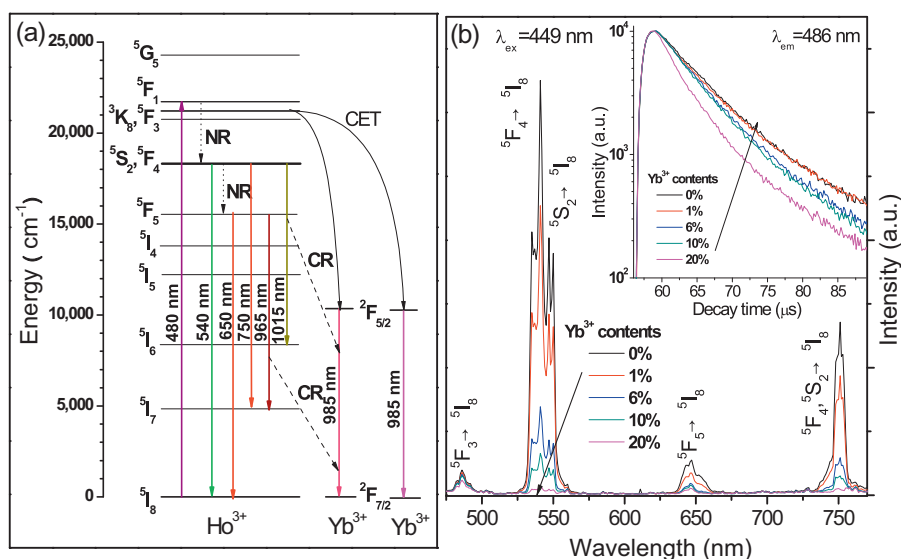 (a)
Energy ( cm⁻¹)
25,000
20,000
15,000
10,000
5,000
0
⁵G₅
⁵F₁
³K₈,⁵F₃
⁵S₂,⁵F₄
⁵F₅
⁵I₄
⁵I₅
⁵I₆
⁵I₇
⁵I₈
NR
NR
CET
CR
CR
480 nm
540 nm
650 nm
750 nm
965 nm
1015 nm
985 nm
985 nm
²F₅/₂
²F₇/₂
Ho³⁺
Yb³⁺
Yb³⁺
(b)
λex=449 nm
λem=486 nm
⁵F₃→ ⁵I₈
⁵F₄→ ⁵I₈
⁵S₂→ ⁵I₈
⁵F₅→ ⁵I₈
⁵F₄,⁵S₂→ ⁵I₈
Yb³⁺ contents
0%
1%
6%
10%
20%
500
550
600
650
700
750
Wavelength (nm)
Intensity (a.u.)
Intensity (a.u.)
10⁴
10³
10²
Yb³⁺ contents
0%
1%
6%
10%
20%
60
65
70
75
80
85
Decay time (μs)